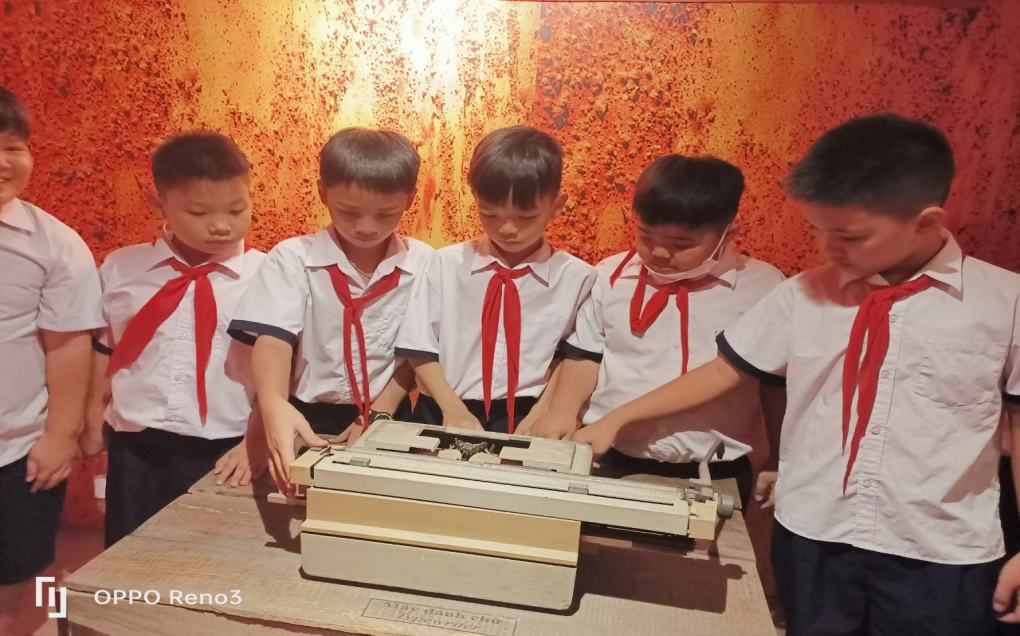 Máy đánh chữ
Typewriter
OPPO Reno3